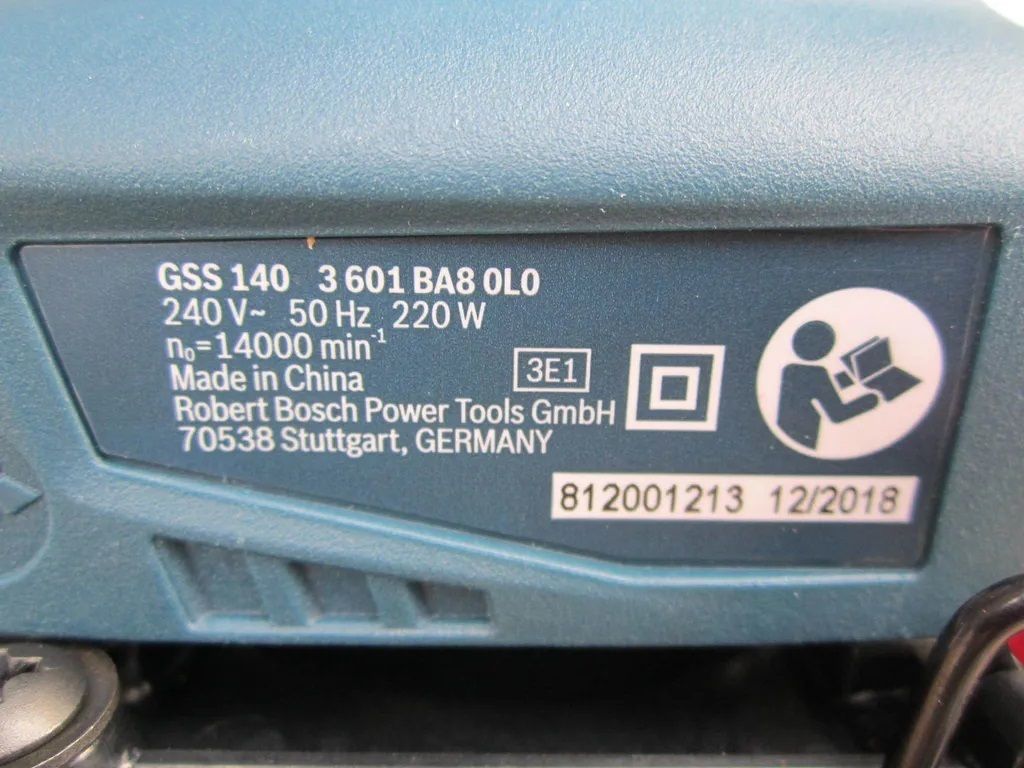 GSS 140 3 601 BA8 0L0
240 V~ 50 Hz 220 W
n₀=14000 min⁻¹
Made in China
3E1
Robert Bosch Power Tools GmbH
70538 Stuttgart, GERMANY
812001213 12/2018